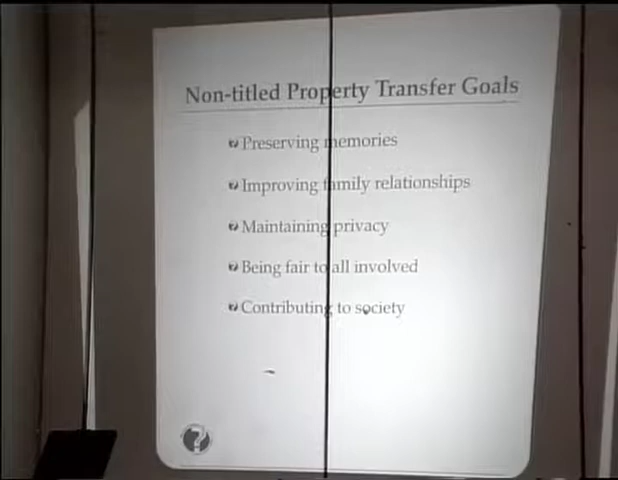 Non-titled Property Transfer Goals
Preserving memories
Improving family relationships
Maintaining privacy
Being fair to all involved
Contributing to society
?